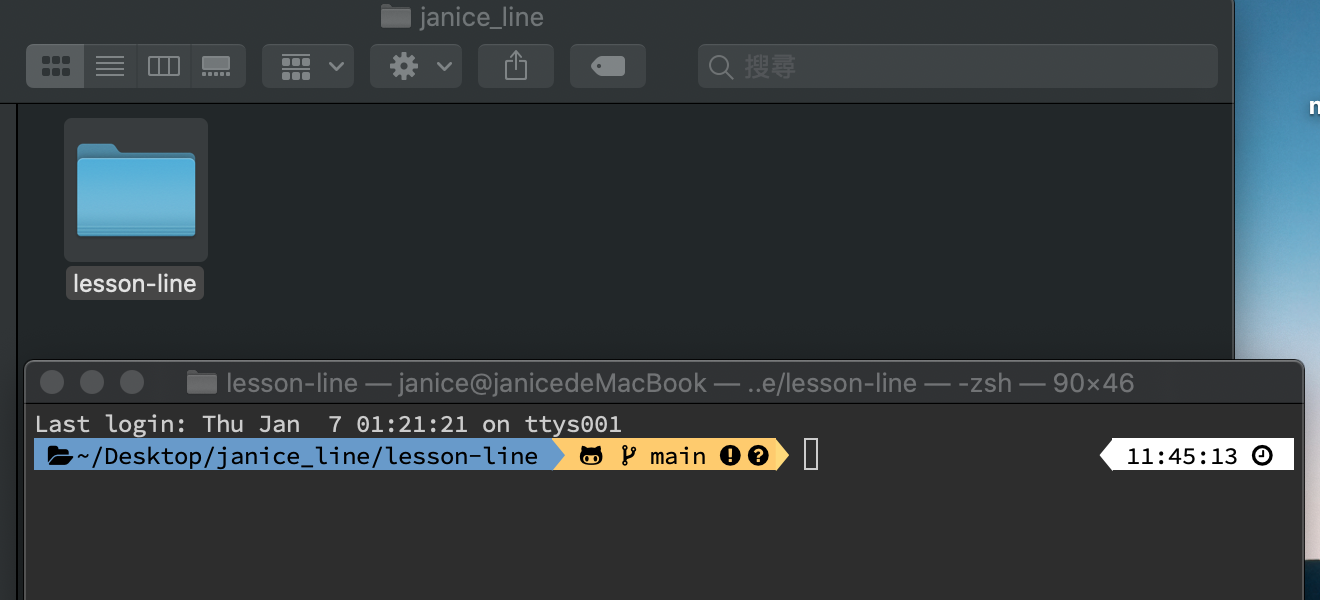 janice_line
搜尋
lesson-line
lesson-line — janice@janicedeMacBook — ..e/lesson-line — -zsh — 90×46
Last login: Thu Jan  7 01:21:21 on ttys001
~/Desktop/janice_line/lesson-line main ! ? 11:45:13